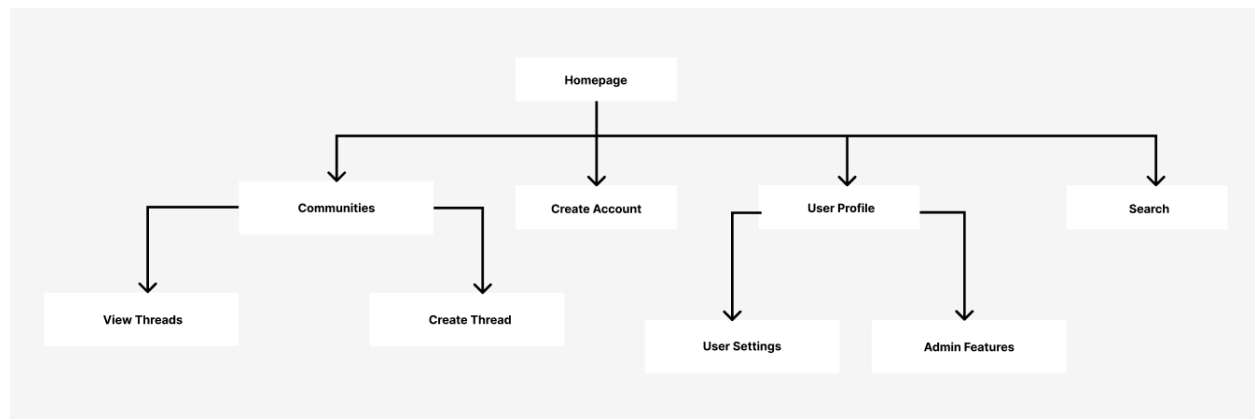 Homepage
Communities
Create Account
User Profile
Search
View Threads
Create Thread
User Settings
Admin Features